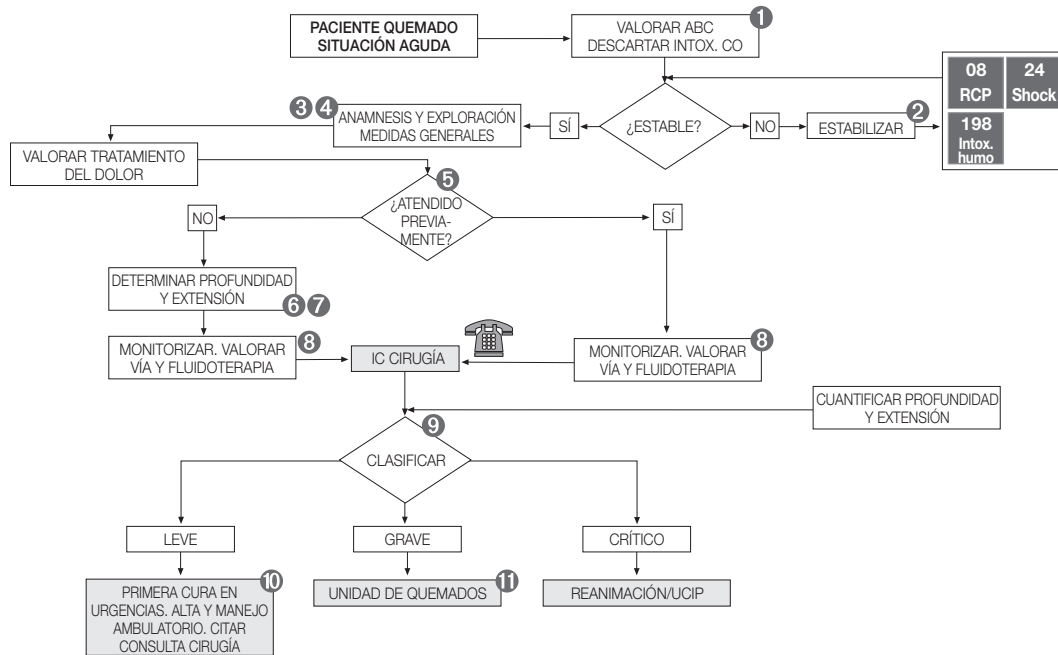 PACIENTE QUEMADO
SITUACIÓN AGUDA
1
VALORAR ABC
DESCARTAR INTOX. CO
08
RCP
24
Shock
198
Intox.
humo
3 4
ANAMNESIS Y EXPLORACIÓN
MEDIDAS GENERALES
SÍ
¿ESTABLE?
NO
2
ESTABILIZAR
VALORAR TRATAMIENTO
DEL DOLOR
5
¿ATENDIDO
PREVIA-
MENTE?
NO
SÍ
DETERMINAR PROFUNDIDAD
Y EXTENSIÓN
6 7
MONITORIZAR. VALORAR
VÍA Y FLUIDOTERAPIA
8
IC CIRUGÍA
MONITORIZAR. VALORAR
VÍA Y FLUIDOTERAPIA
8
CUANTIFICAR PROFUNDIDAD
Y EXTENSIÓN
9
CLASIFICAR
LEVE
GRAVE
CRÍTICO
10
PRIMERA CURA EN
URGENCIAS. ALTA Y MANEJO
AMBULATORIO. CITAR
CONSULTA CIRUGÍA
UNIDAD DE QUEMADOS
11
REANIMACIÓN/UCIP